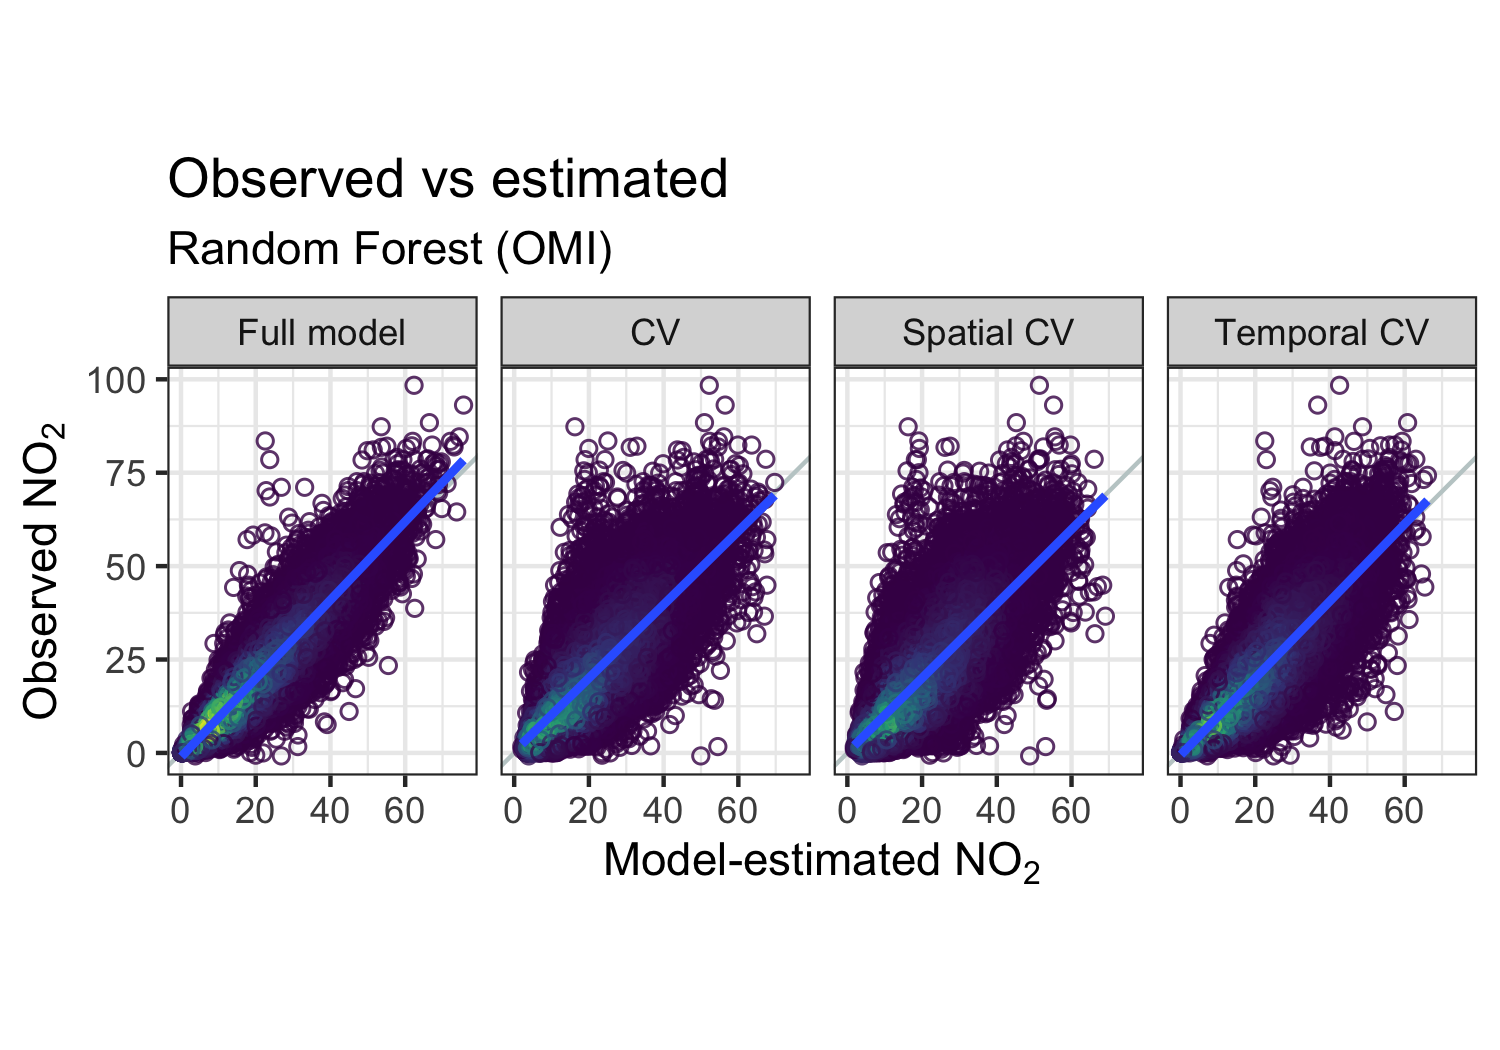 Observed vs estimated
Random Forest (OMI)
Full model
CV
Spatial CV
Temporal CV
Observed NO₂
100
75
50
25
0
0 20 40 60
0 20 40 60
0 20 40 60
0 20 40 60
Model-estimated NO₂